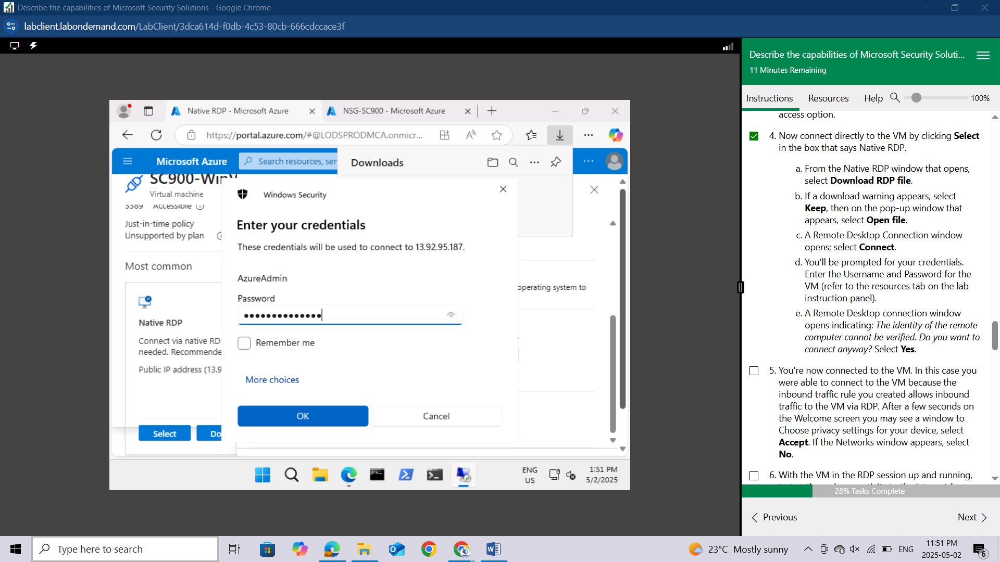 Describe the capabilities of Microsoft Security Solutions - Google Chrome
labclient.labondemand.com/LabClient/3dca614d-f0db-4c53-80cb-666cdccace3f
Native RDP - Microsoft Azure
NSG-SC900 - Microsoft Azure
https://portal.azure.com/#@LODSPRODMCA.onmicr...
Microsoft Azure
Search resources, ser
Downloads
SC900-Win
Virtual machine
3389 Accessible
Just-in-time policy
Unsupported by plan
Most common
Native RDP
Connect via native RD
needed. Recommende
Public IP address (13.9
Select
Do
operating system to
Windows Security
Enter your credentials
These credentials will be used to connect to 13.92.95.187.
AzureAdmin
Password
••••••••••••••
Remember me
More choices
OK
Cancel
ENG
US
1:51 PM
5/2/2025
Describe the capabilities of Microsoft Security Soluti...
11 Minutes Remaining
Instructions
Resources
Help
100%
access option.
4. Now connect directly to the VM by clicking Select
in the box that says Native RDP.
a. From the Native RDP window that opens,
select Download RDP file.
b. If a download warning appears, select
Keep, then on the pop-up window that
appears, select Open file.
c. A Remote Desktop Connection window
opens; select Connect.
d. You'll be prompted for your credentials.
Enter the Username and Password for the
VM (refer to the resources tab on the lab
instruction panel).
e. A Remote Desktop connection window
opens indicating: The identity of the remote
computer cannot be verified. Do you want to
connect anyway? Select Yes.
5. You're now connected to the VM. In this case you
were able to connect to the VM because the
inbound traffic rule you created allows inbound
traffic to the VM via RDP. After a few seconds on
the Welcome screen you may see a window to
Choose privacy settings for your device, select
Accept. If the Networks window appears, select
No.
6. With the VM in the RDP session up and running,
28% Tasks Complete
Previous
Next
Type here to search
23°C Mostly sunny
ENG
11:51 PM
2025-05-02
6